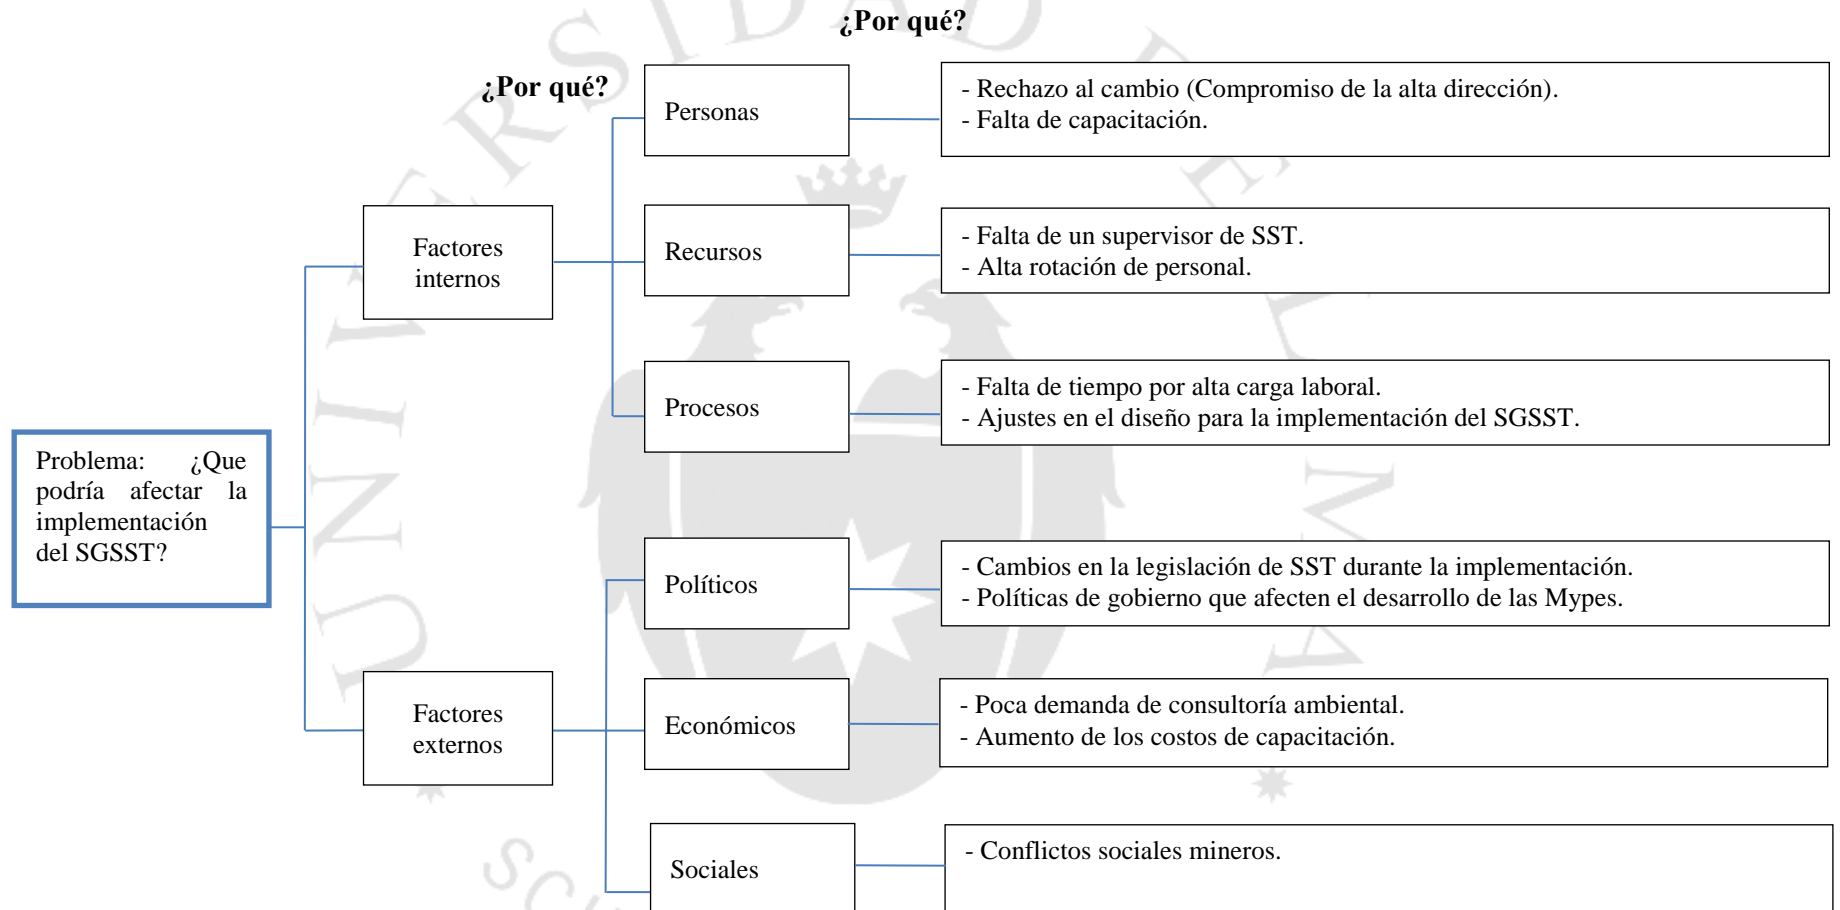 ¿Por qué?
¿Por qué?
Personas
- Rechazo al cambio (Compromiso de la alta dirección).
- Falta de capacitación.
Factores
internos
Recursos
- Falta de un supervisor de SST.
- Alta rotación de personal.
Procesos
- Falta de tiempo por alta carga laboral.
- Ajustes en el diseño para la implementación del SGSST.
Problema: ¿Que
podría afectar la
implementación
del SGSST?
Políticos
- Cambios en la legislación de SST durante la implementación.
- Políticas de gobierno que afecten el desarrollo de las Mypes.
Factores
externos
Económicos
- Poca demanda de consultoría ambiental.
- Aumento de los costos de capacitación.
Sociales
- Conflictos sociales mineros.
UNIVERSIDAD DE LIMA